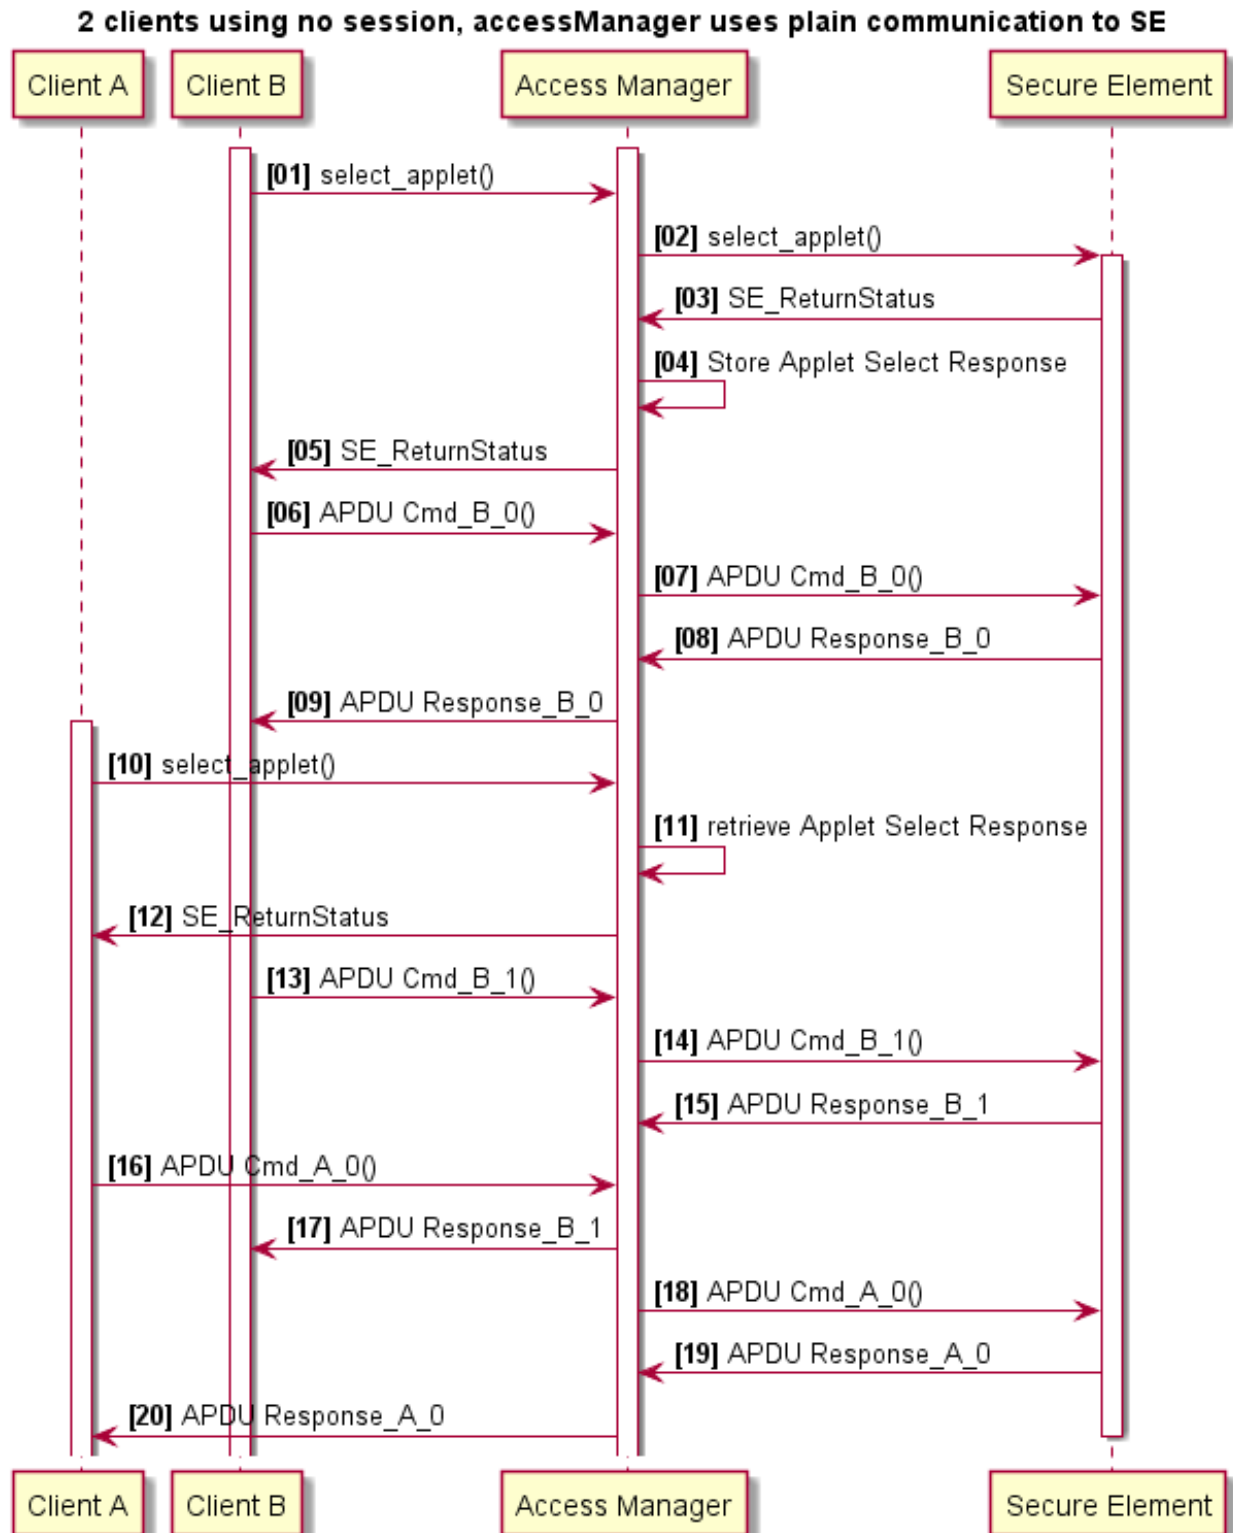 2 clients using no session, accessManager uses plain communication to SE
Client A
Client B
Access Manager
Secure Element
[01] select_applet()
[02] select_applet()
[03] SE_ReturnStatus
[04] Store Applet Select Response
[05] SE_ReturnStatus
[06] APDU Cmd_B_0()
[07] APDU Cmd_B_0()
[08] APDU Response_B_0
[09] APDU Response_B_0
[10] select_applet()
[11] retrieve Applet Select Response
[12] SE_ReturnStatus
[13] APDU Cmd_B_1()
[14] APDU Cmd_B_1()
[15] APDU Response_B_1
[16] APDU Cmd_A_0()
[17] APDU Response_B_1
[18] APDU Cmd_A_0()
[19] APDU Response_A_0
[20] APDU Response_A_0
Client A
Client B
Access Manager
Secure Element